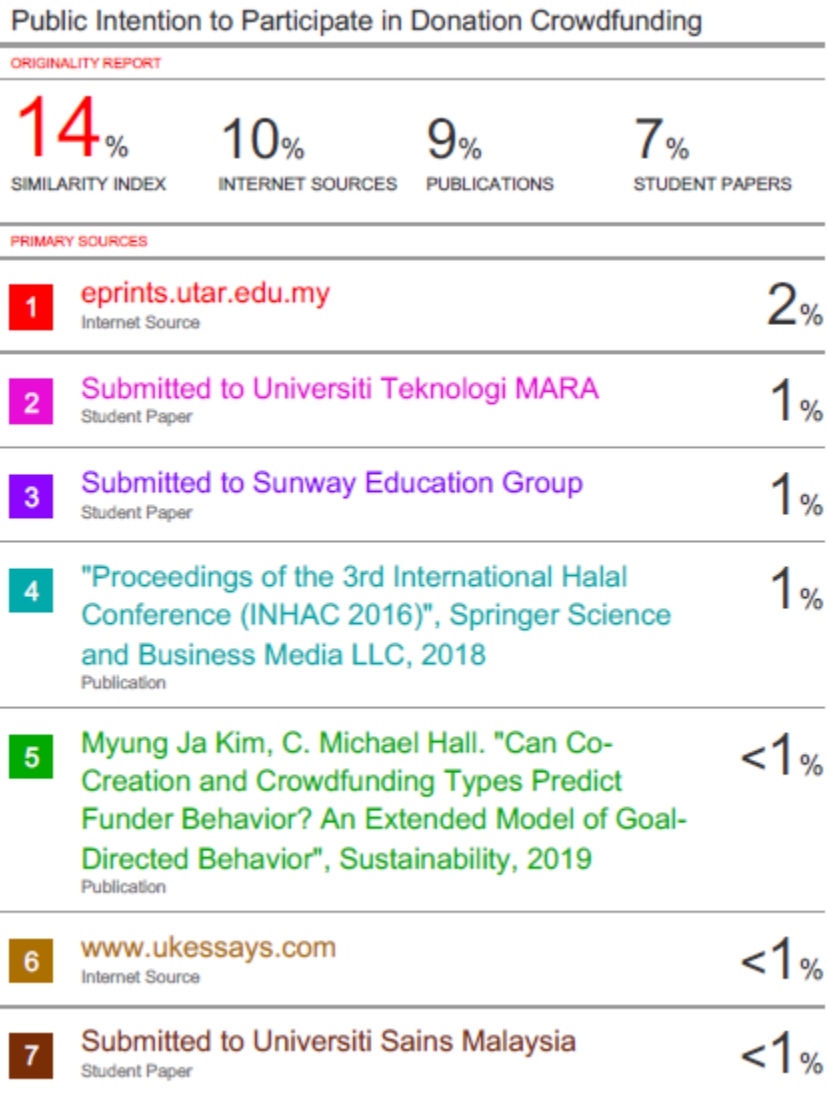 Public Intention to Participate in Donation Crowdfunding
ORIGINALITY REPORT
14%
10%
9%
7%
SIMILARITY INDEX
INTERNET SOURCES
PUBLICATIONS
STUDENT PAPERS
PRIMARY SOURCES
1
eprints.utar.edu.my
Internet Source
2%
2
Submitted to Universiti Teknologi MARA
Student Paper
1%
3
Submitted to Sunway Education Group
Student Paper
1%
4
"Proceedings of the 3rd International Halal
Conference (INHAC 2016)", Springer Science
and Business Media LLC, 2018
Publication
1%
5
Myung Ja Kim, C. Michael Hall. "Can Co-
Creation and Crowdfunding Types Predict
Funder Behavior? An Extended Model of Goal-
Directed Behavior", Sustainability, 2019
Publication
<1%
6
www.ukessays.com
Internet Source
<1%
7
Submitted to Universiti Sains Malaysia
Student Paper
<1%